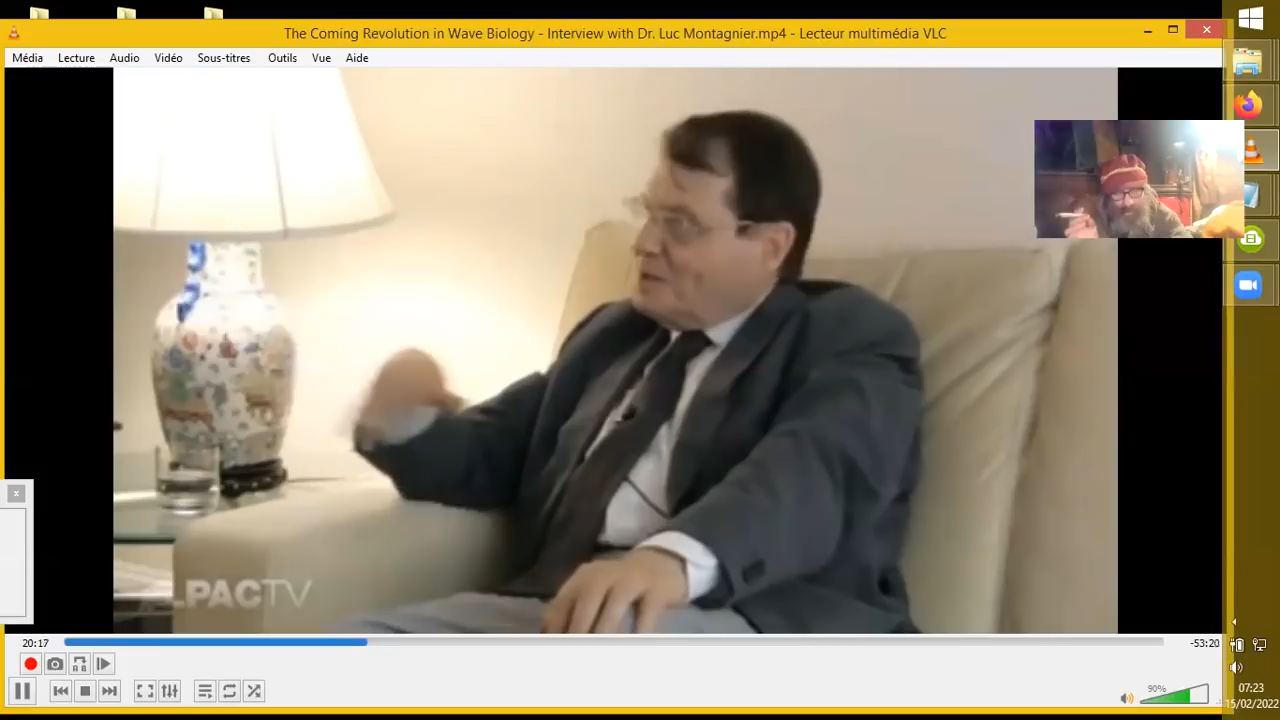 The Coming Revolution in Wave Biology - Interview with Dr. Luc Montagnier.mp4 - Lecteur multimédia VLC
Média Lecture Audio Vidéo Sous-titres Outils Vue Aide
LPACTV
20:17
-53:20
90%
07:23
15/02/2022